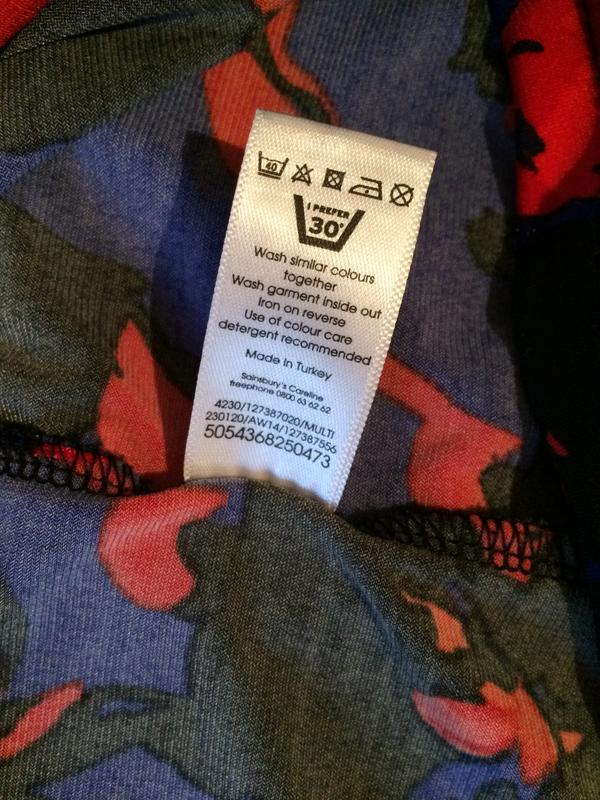 40
I PREFER
30°
Wash similar colours
together
Wash garment inside out
Iron on reverse
Use of colour care
detergent recommended
Made in Turkey
Sainsbury's Careline
freephone 0800 63 62 62
4230/127387020/MULTI
230120/AW14/127387556
5054368250473